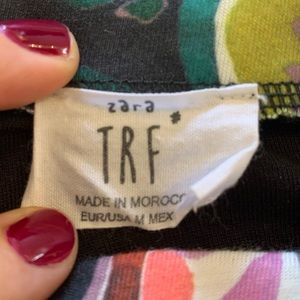 zara
TRF#
MADE IN MOROCC
EUR/USA M MEX